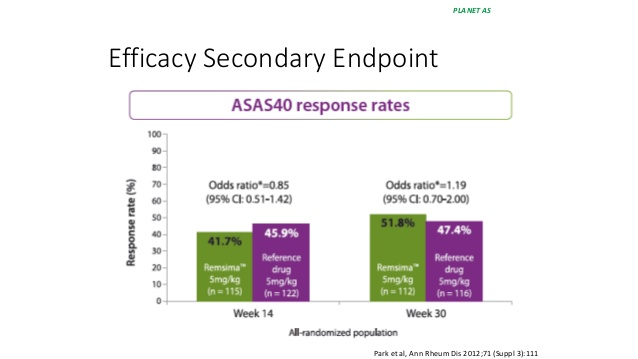 PLANET AS
Efficacy Secondary Endpoint
ASAS40 response rates
Response rate (%)
100
90
80
70
60
50
40
30
20
10
0
Odds ratio*=0.85
(95% CI: 0.51-1.42)
41.7%
Remsima™
5mg/kg
(n = 115)
45.9%
Reference
drug
5mg/kg
(n = 122)
Week 14
Odds ratio*=1.19
(95% CI: 0.70-2.00)
51.8%
Remsima™
5mg/kg
(n = 112)
47.4%
Reference
drug
5mg/kg
(n = 116)
Week 30
All-randomized population
Park et al, Ann Rheum Dis 2012;71 (Suppl 3):111